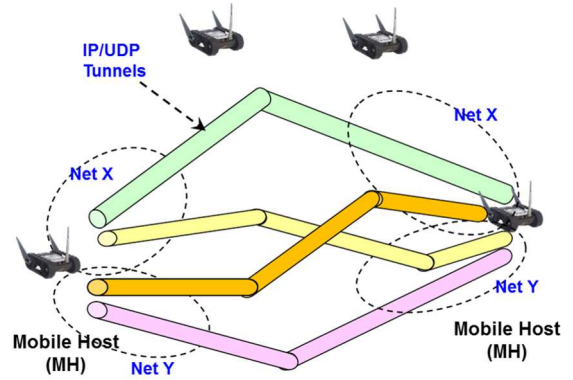 IP/UDP
Tunnels
Net X
Net X
Net Y
Mobile Host
(MH)
Net Y
Mobile Host
(MH)